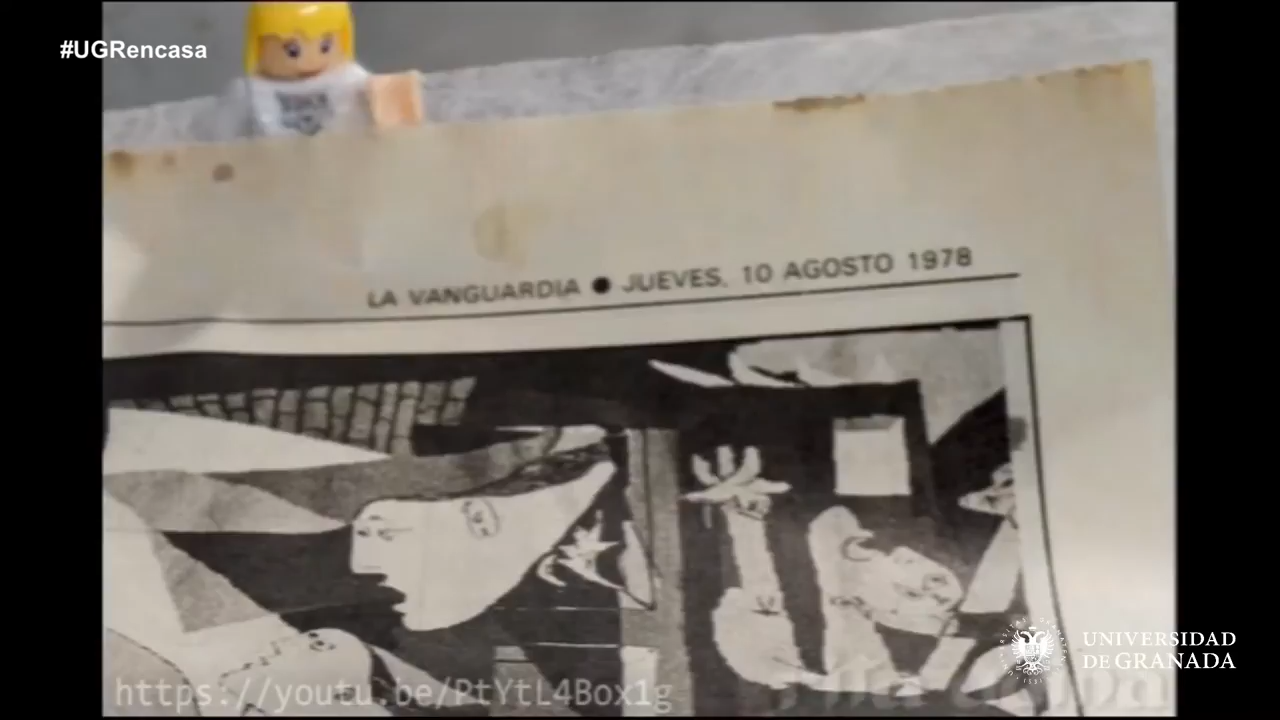 #UGRencasa
LA VANGUARDIA ● JUEVES, 10 AGOSTO 1978
https://youtu.be/PtYtL4Box1g
UNIVERSIDAD
DE GRANADA